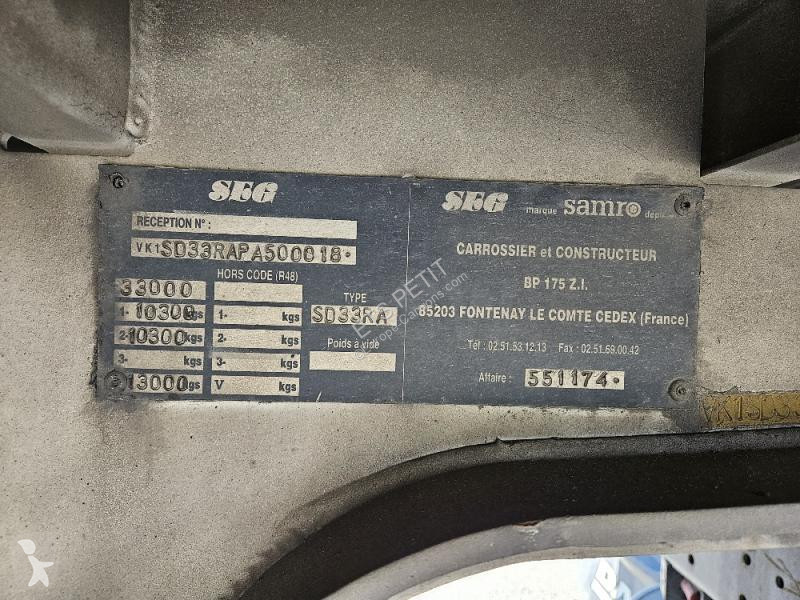 SEG
RECEPTION N° :
VK1SD33RAPA500018
HORS CODE (R48)
33000
TYPE
1- 10300 kgs 1- kgs SD33RA
2- 10300 kgs 2- kgs Poids à vide
3- kgs 3- kgs
13000 kgs V kgs
SEG marque samro
CARROSSIER et CONSTRUCTEUR
BP 175 Z.I.
85203 FONTENAY LE COMTE CEDEX (France)
Tél : 02.51.53.12.13 Fax : 02.51.69.00.42
Affaire : 551174
VK1SD33
E PETIT